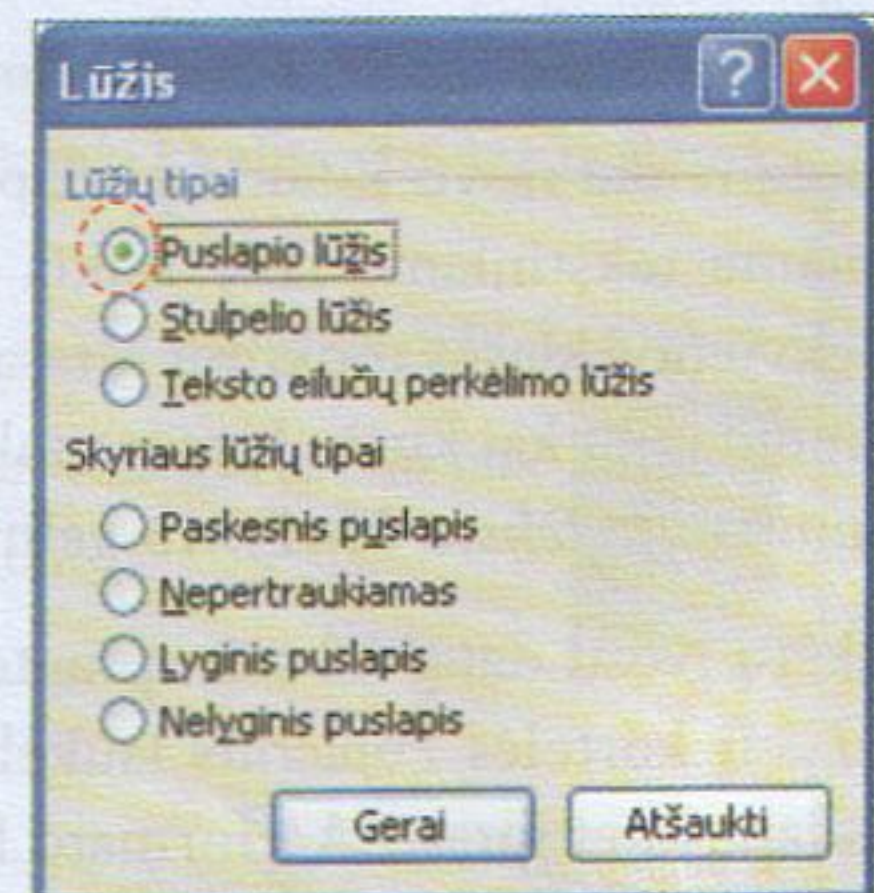 Lūžis
Lūžių tipai
Puslapio lūžis
Stulpelio lūžis
Teksto eilučių perkėlimo lūžis
Skyriaus lūžių tipai
Paskesnis puslapis
Nepertraukiamas
Lyginis puslapis
Nelyginis puslapis
Gerai Atšaukti